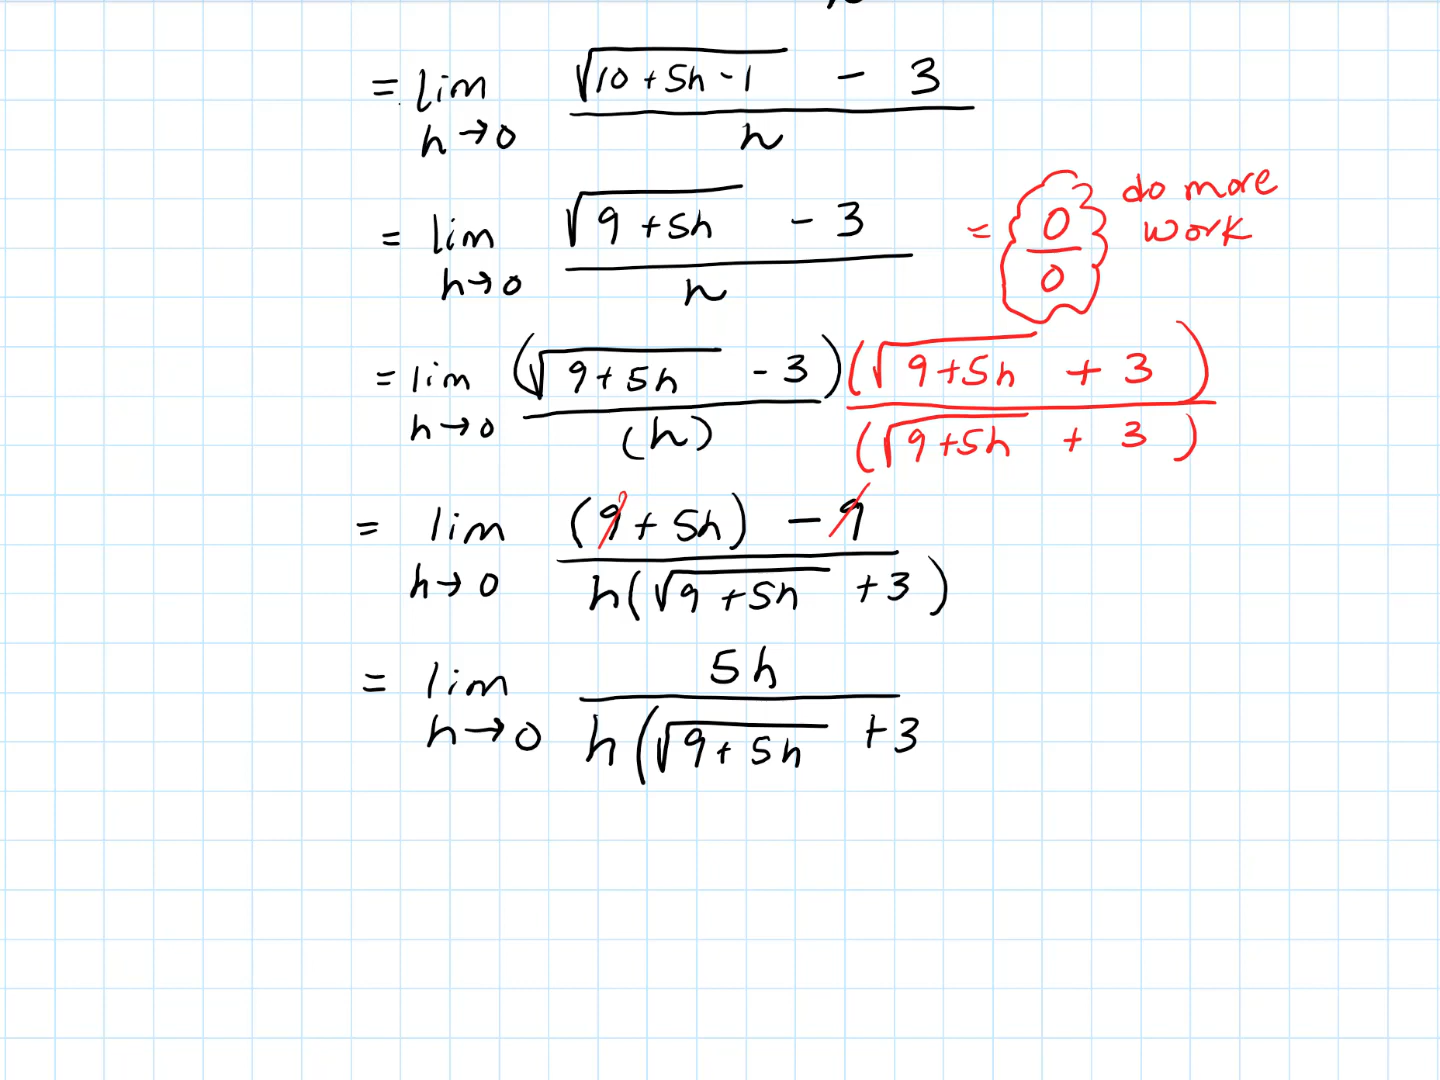 = lim h→0 (√(10 + 5h - 1) - 3) / h
= lim h→0 (√(9 + 5h) - 3) / h = 0/0 do more work
= lim h→0 (√(9 + 5h) - 3)(√(9 + 5h) + 3) / (h)(√(9 + 5h) + 3)
= lim h→0 ((9 + 5h) - 9) / h(√(9 + 5h) + 3)
= lim h→0 5h / h(√(9 + 5h) + 3